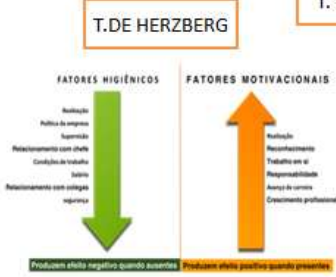 T.
T.DE HERZBERG
FATORES HIGIÊNICOS
Realização
Política da empresa
Supervisão
Relacionamento com chefe
Condições de trabalho
Salário
Relacionamento com colegas
segurança
Produzem efeito negativo quando ausentes
FATORES MOTIVACIONAIS
Realização
Reconhecimento
Trabalho em si
Responsabilidade
Avanço de carreira
Crescimento profissional
Produzem efeito positivo quando presentes